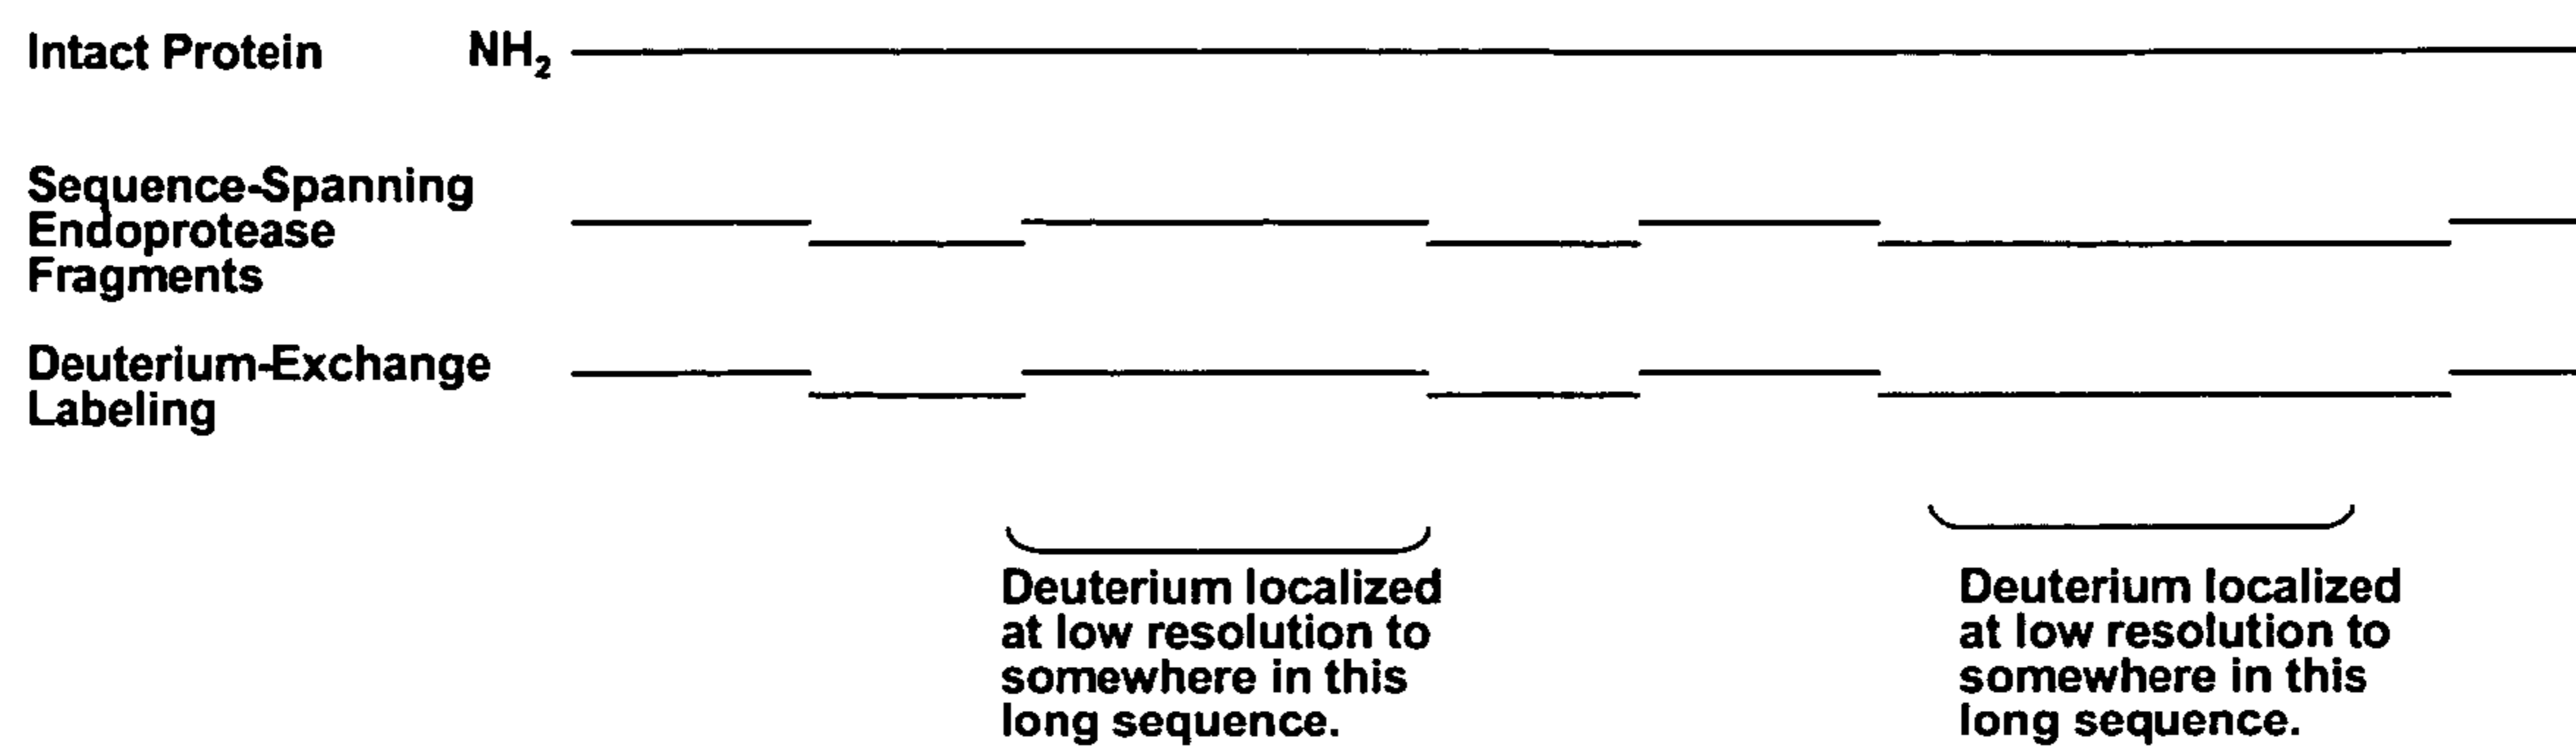 Intact Protein NH₂
Sequence-Spanning
Endoprotease
Fragments
Deuterium-Exchange
Labeling
Deuterium localized
at low resolution to
somewhere in this
long sequence.
Deuterium localized
at low resolution to
somewhere in this
long sequence.